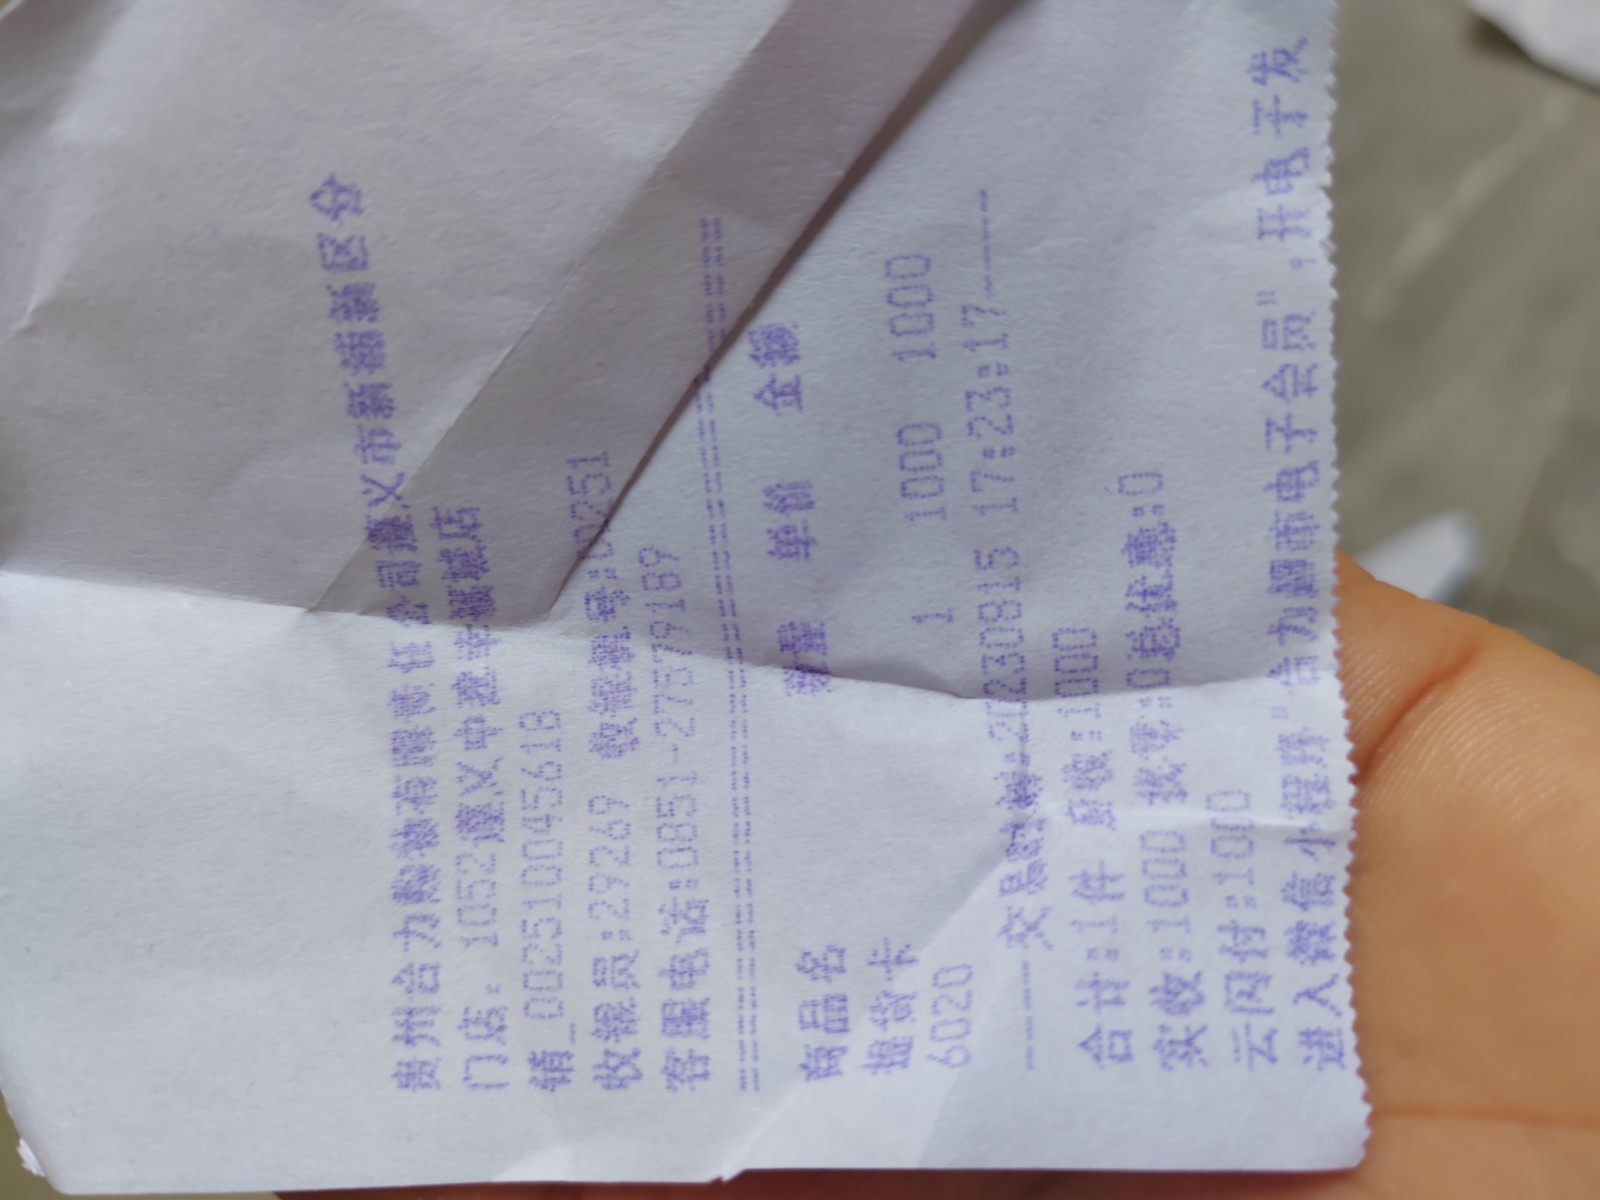 贵州合力购物有限责任公司遵义市新蒲新区分
门店: 1052遵义中建幸福城店
销_002510045618
收银员:29269 收银机号:00251
客服电话:0851-27579189
==============================
商品名 数量 单价 金额
提货卡
6020 1 1000 1000
-----交易时间:20230815 17:23:17-----
合计:1件 应收:1000
实收:1000 找零:0总优惠:0
云闪付:1000
进入微信小程序"合力超市电子会员",开电子发